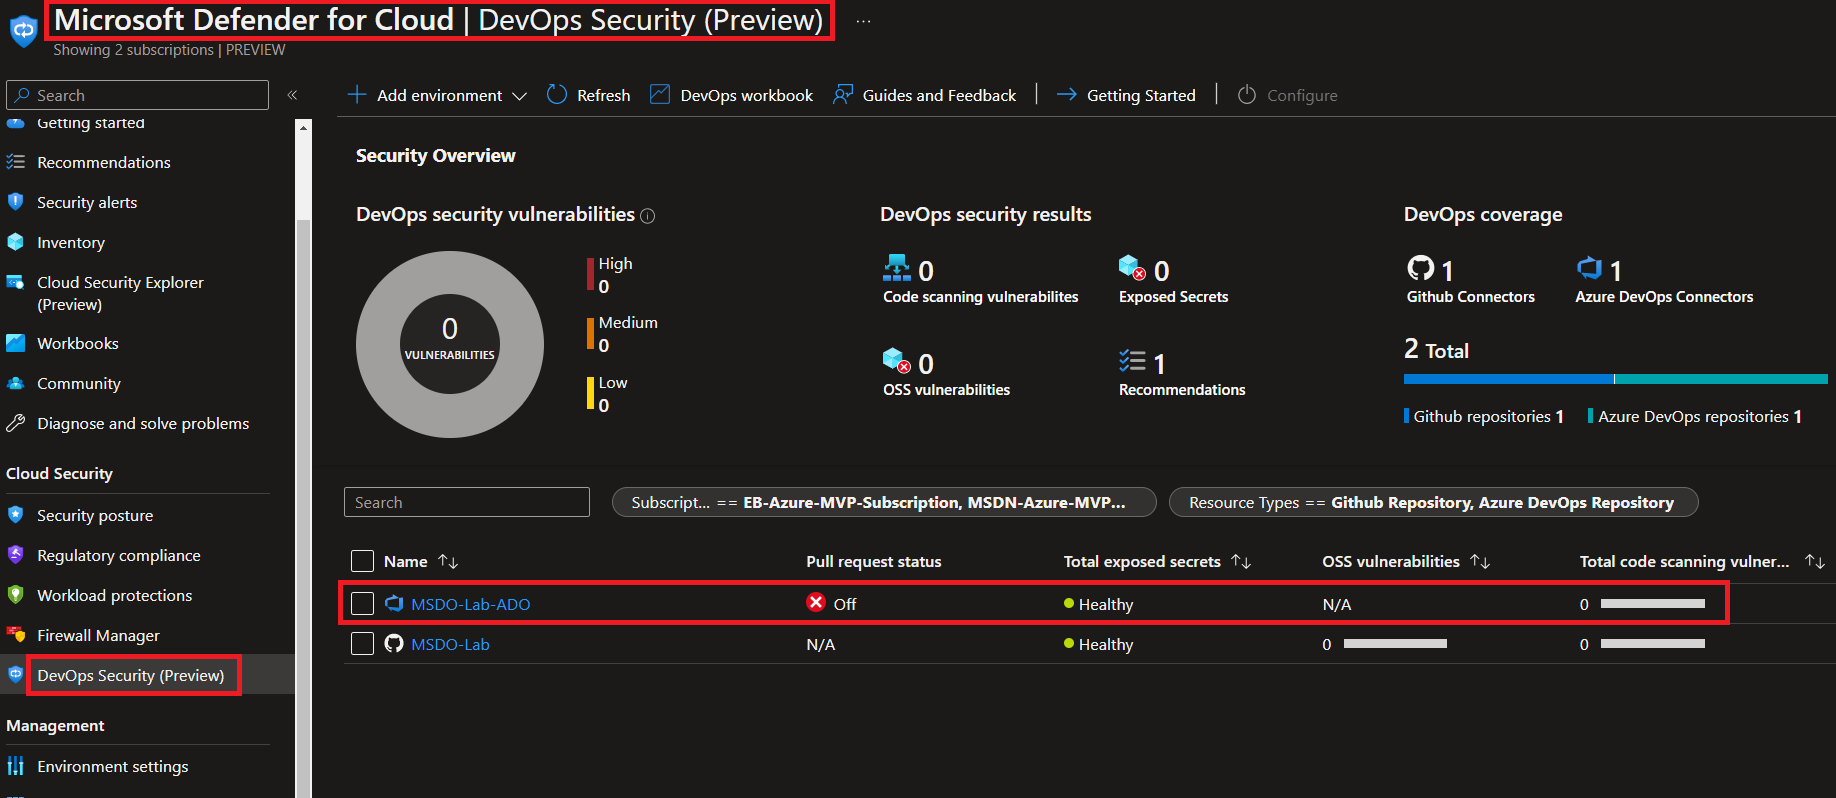 Microsoft Defender for Cloud | DevOps Security (Preview) ...
Showing 2 subscriptions | PREVIEW
Search
«
Getting started
Recommendations
Security alerts
Inventory
Cloud Security Explorer
(Preview)
Workbooks
Community
Diagnose and solve problems
Cloud Security
Security posture
Regulatory compliance
Workload protections
Firewall Manager
DevOps Security (Preview)
Management
Environment settings
Add environment Refresh DevOps workbook Guides and Feedback | Getting Started | Configure
Security Overview
DevOps security vulnerabilities
0
VULNERABILITIES
High
0
Medium
0
Low
0
DevOps security results
0
Code scanning vulnerabilites
0
Exposed Secrets
0
OSS vulnerabilities
1
Recommendations
DevOps coverage
1
Github Connectors
1
Azure DevOps Connectors
2 Total
Github repositories 1 Azure DevOps repositories 1
Search
Subscript... == EB-Azure-MVP-Subscription, MSDN-Azure-MVP...
Resource Types == Github Repository, Azure DevOps Repository
Name Pull request status Total exposed secrets OSS vulnerabilities Total code scanning vulner...
MSDO-Lab-ADO Off Healthy N/A 0
MSDO-Lab N/A Healthy 0 0